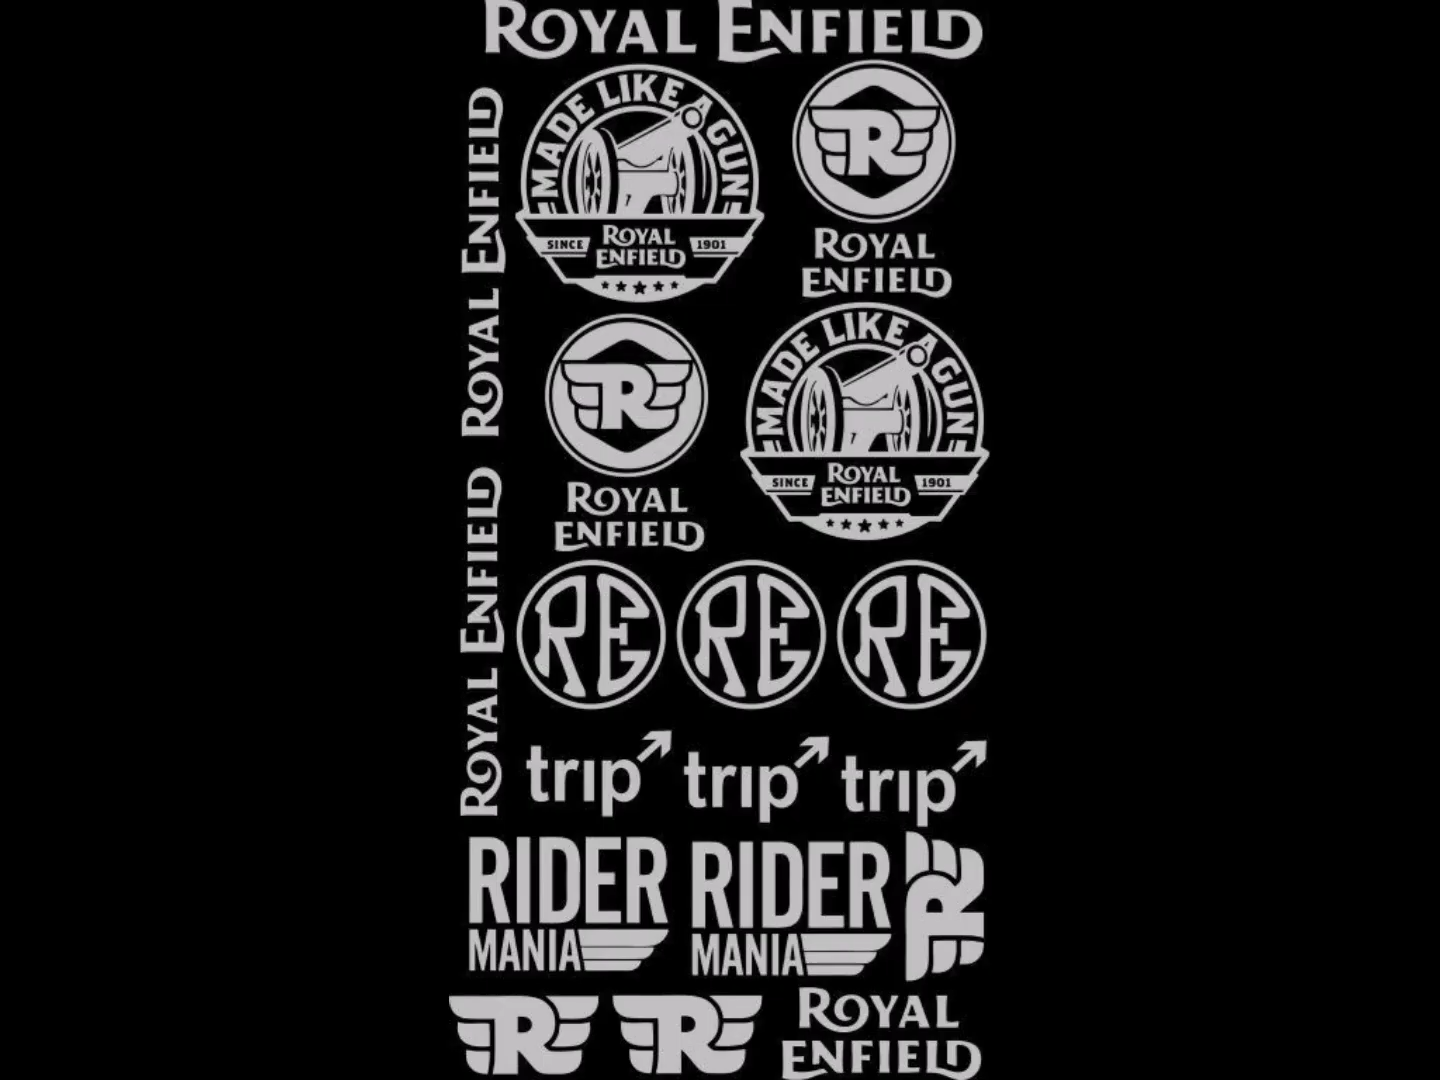 ROYAL ENFIELD
ROYAL ENFIELD
MADE LIKE A GUN
SINCE
ROYAL
ENFIELD
1901
R
ROYAL
ENFIELD
R
ROYAL
ENFIELD
MADE LIKE A GUN
SINCE
ROYAL
ENFIELD
1901
ROYAL ENFIELD
RE RE RE
trip trip trip
RIDER
MANIA
RIDER
MANIA
R
R R
ROYAL
ENFIELD